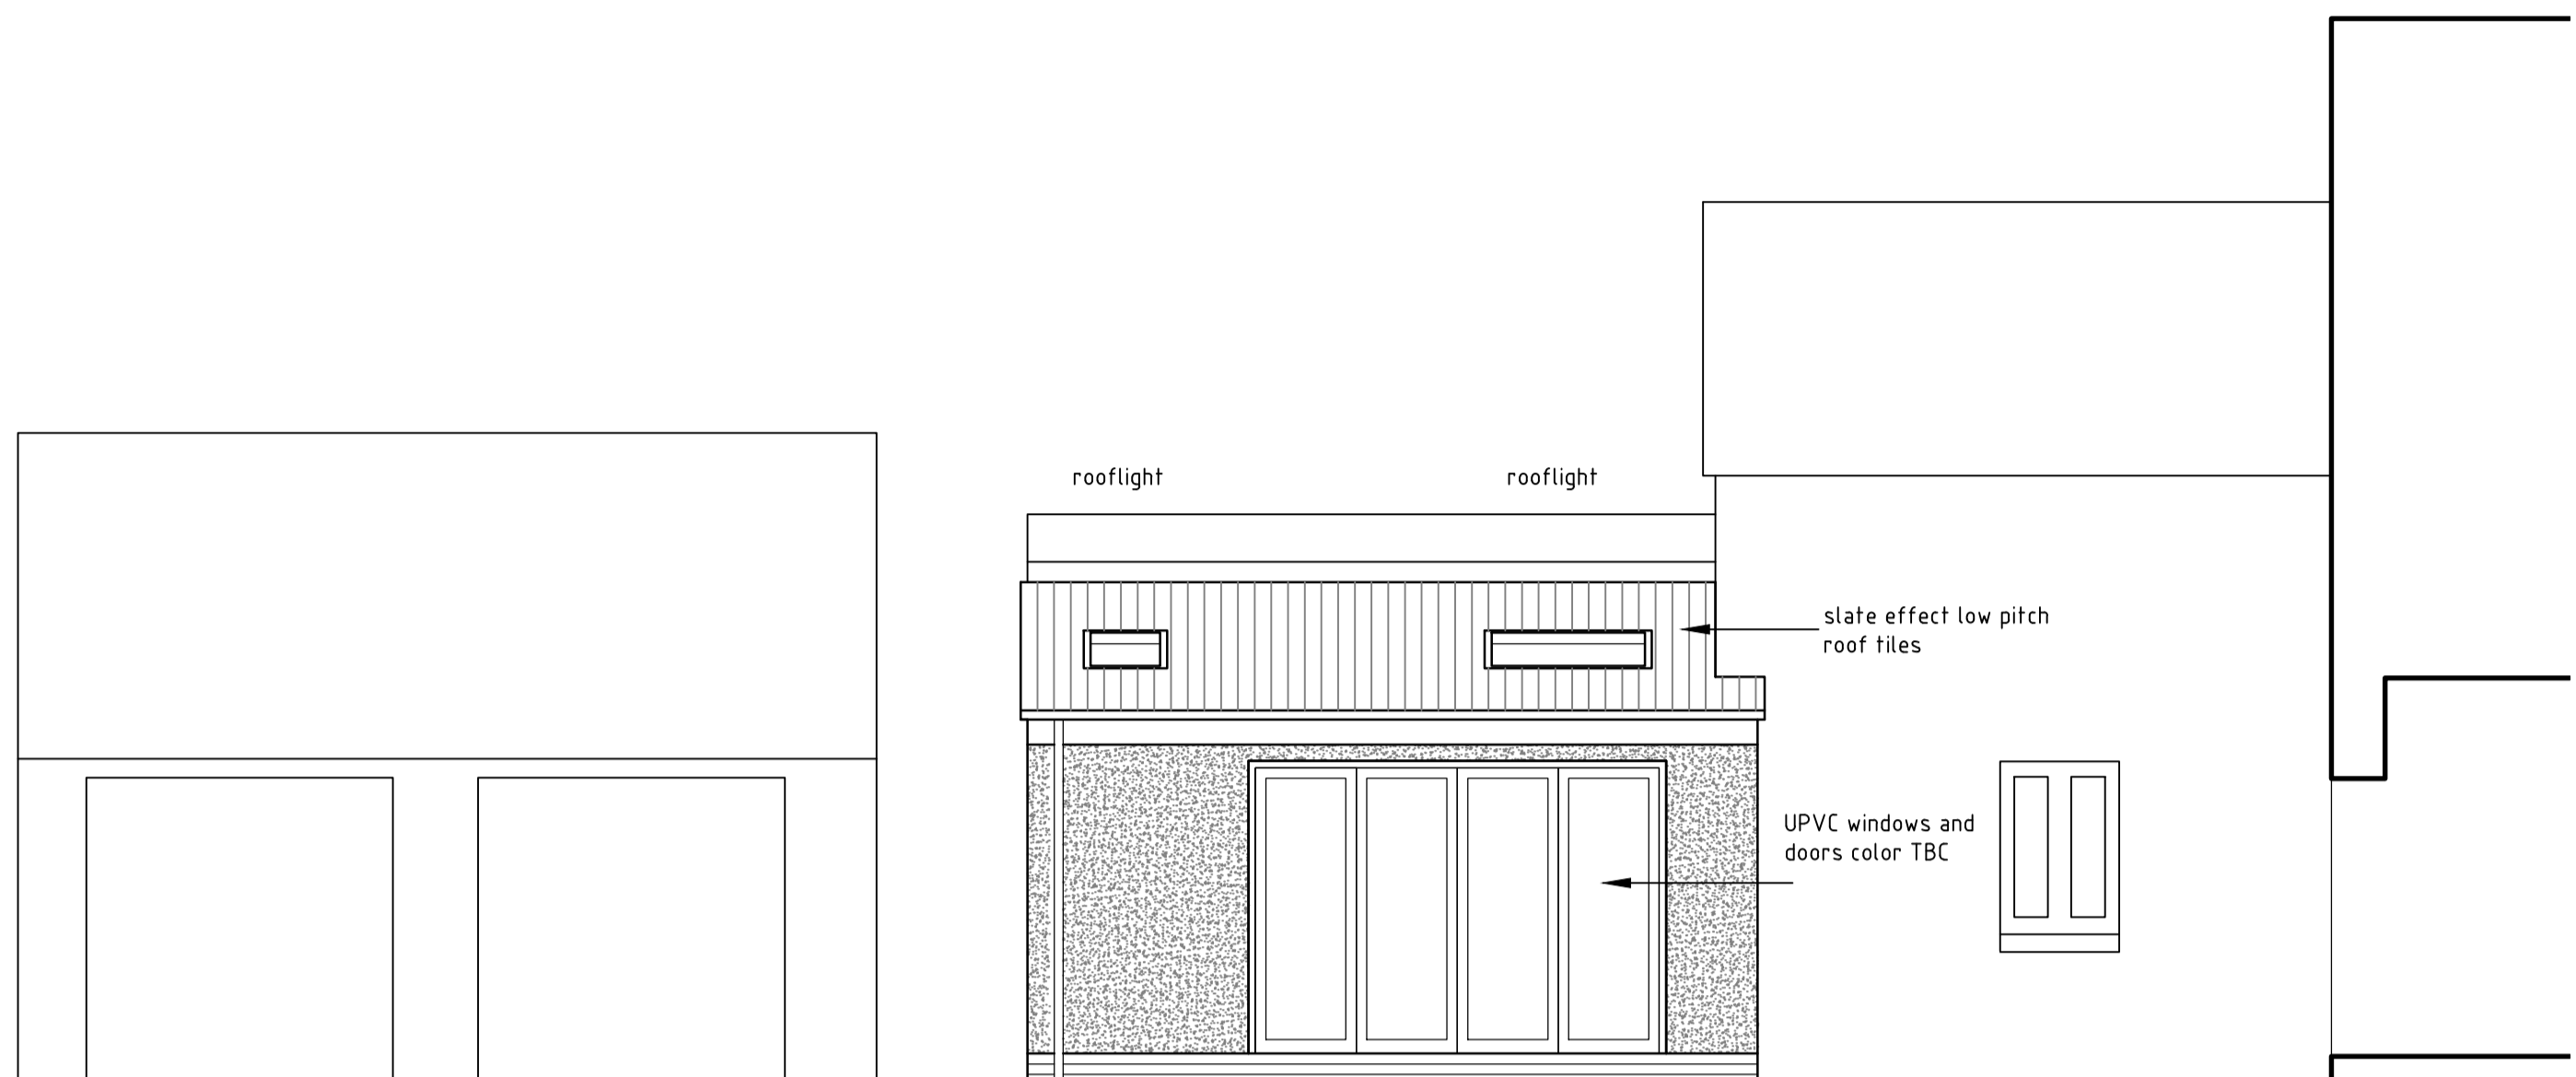 rooflight
rooflight
slate effect low pitch
roof tiles
UPVC windows and
doors color TBC